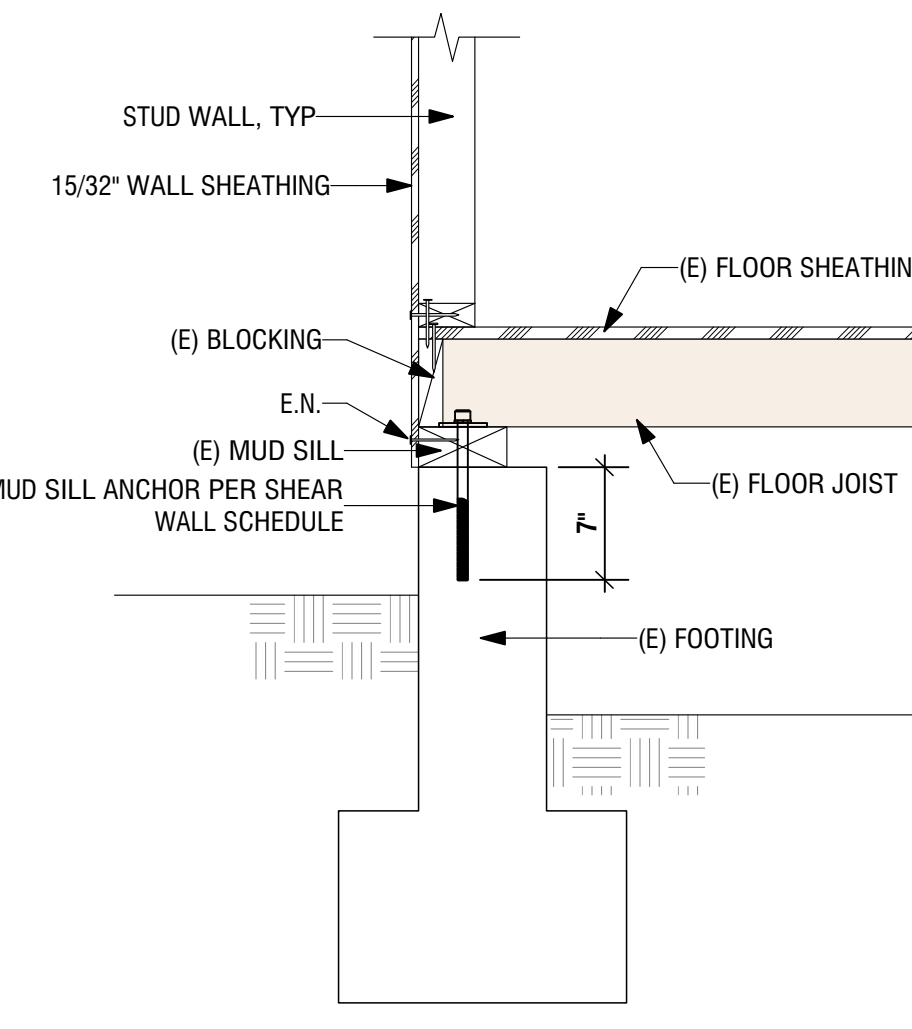 STUD WALL, TYP
15/32" WALL SHEATHING
(E) FLOOR SHEATHIN
(E) BLOCKING
E.N.
(E) MUD SILL
MUD SILL ANCHOR PER SHEAR
WALL SCHEDULE
(E) FLOOR JOIST
7"
(E) FOOTING